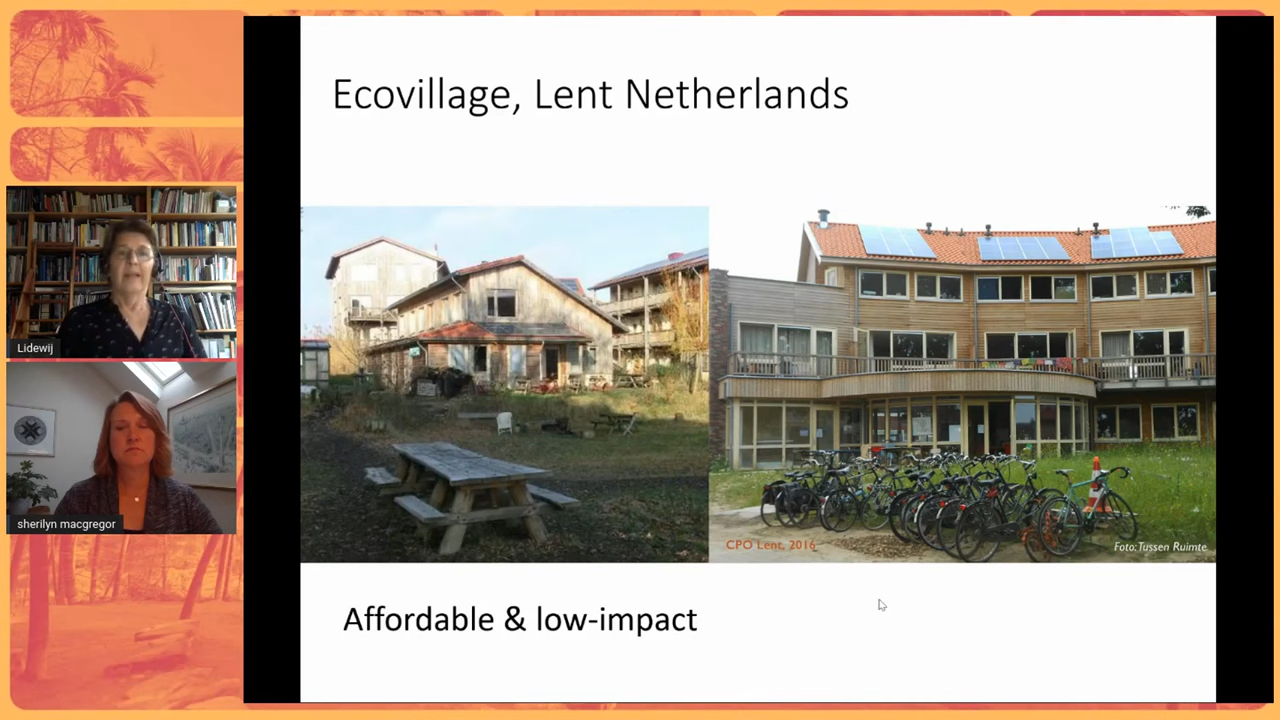 Ecovillage, Lent Netherlands
Lidewij
sherilyn macgregor
CPO Lent, 2016
Foto: Tussen Ruimte
Affordable & low-impact